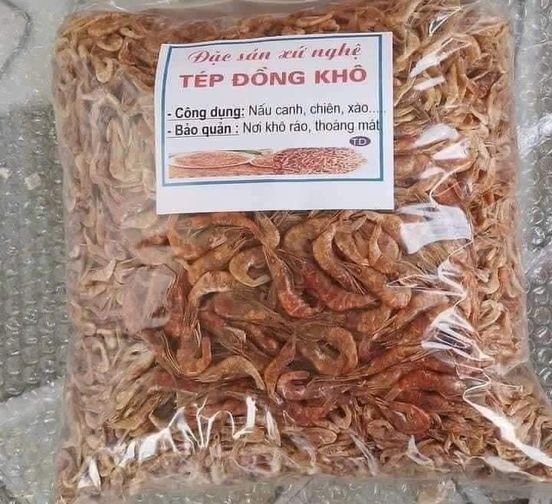 Đặc sản xứ nghệ
TÉP ĐỒNG KHÔ
- Công dụng: Nấu canh, chiên, xào.....
- Bảo quản : Nơi khô ráo, thoáng mát
TD